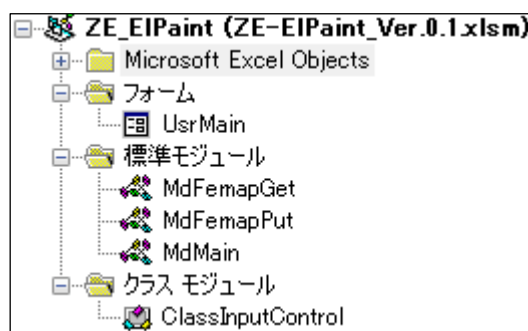 ZE_ElPaint (ZE-ElPaint_Ver.0.1.xlsm)
Microsoft Excel Objects
フォーム
UsrMain
標準モジュール
MdFemapGet
MdFemapPut
MdMain
クラス モジュール
ClassInputControl